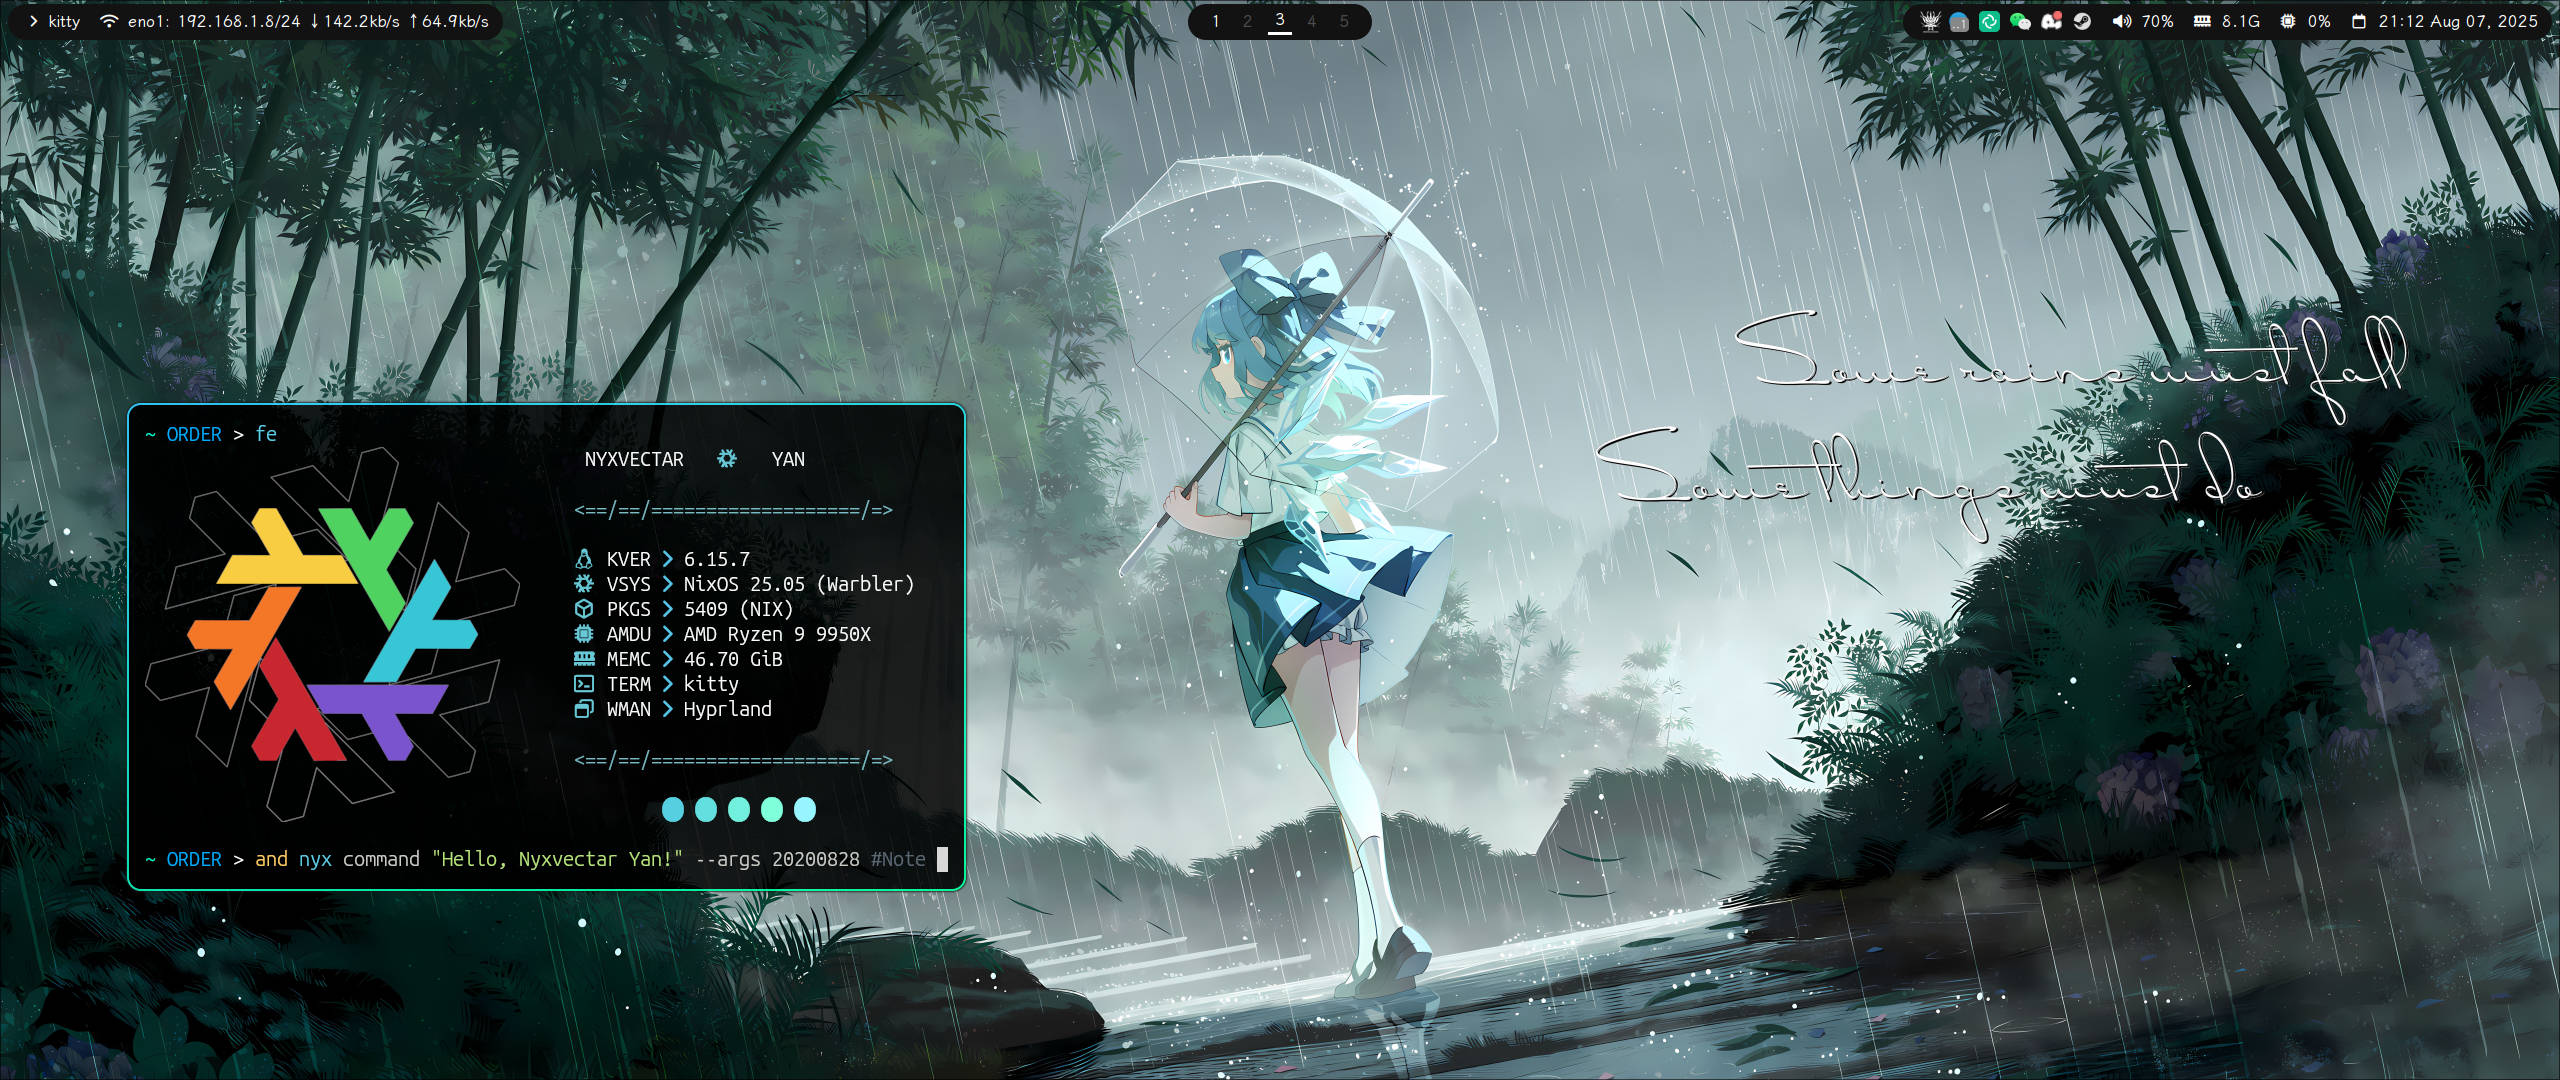 kitty eno1: 192.168.1.8/24 ↓142.2kb/s ↑64.9kb/s
1 2 3 4 5
70% 8.1G 0% 21:12 Aug 07, 2025
Some rains must fall
Some things must do
~ ORDER > fe
NYXVECTAR YAN
<==/==/===================/=>
KVER > 6.15.7
VSYS > NixOS 25.05 (Warbler)
PKGS > 5409 (NIX)
AMDU > AMD Ryzen 9 9950X
MEMC > 46.70 GiB
TERM > kitty
WMAN > Hyprland
<==/==/===================/=>
~ ORDER > and nyx command "Hello, Nyxvectar Yan!" --args 20200828 #Note